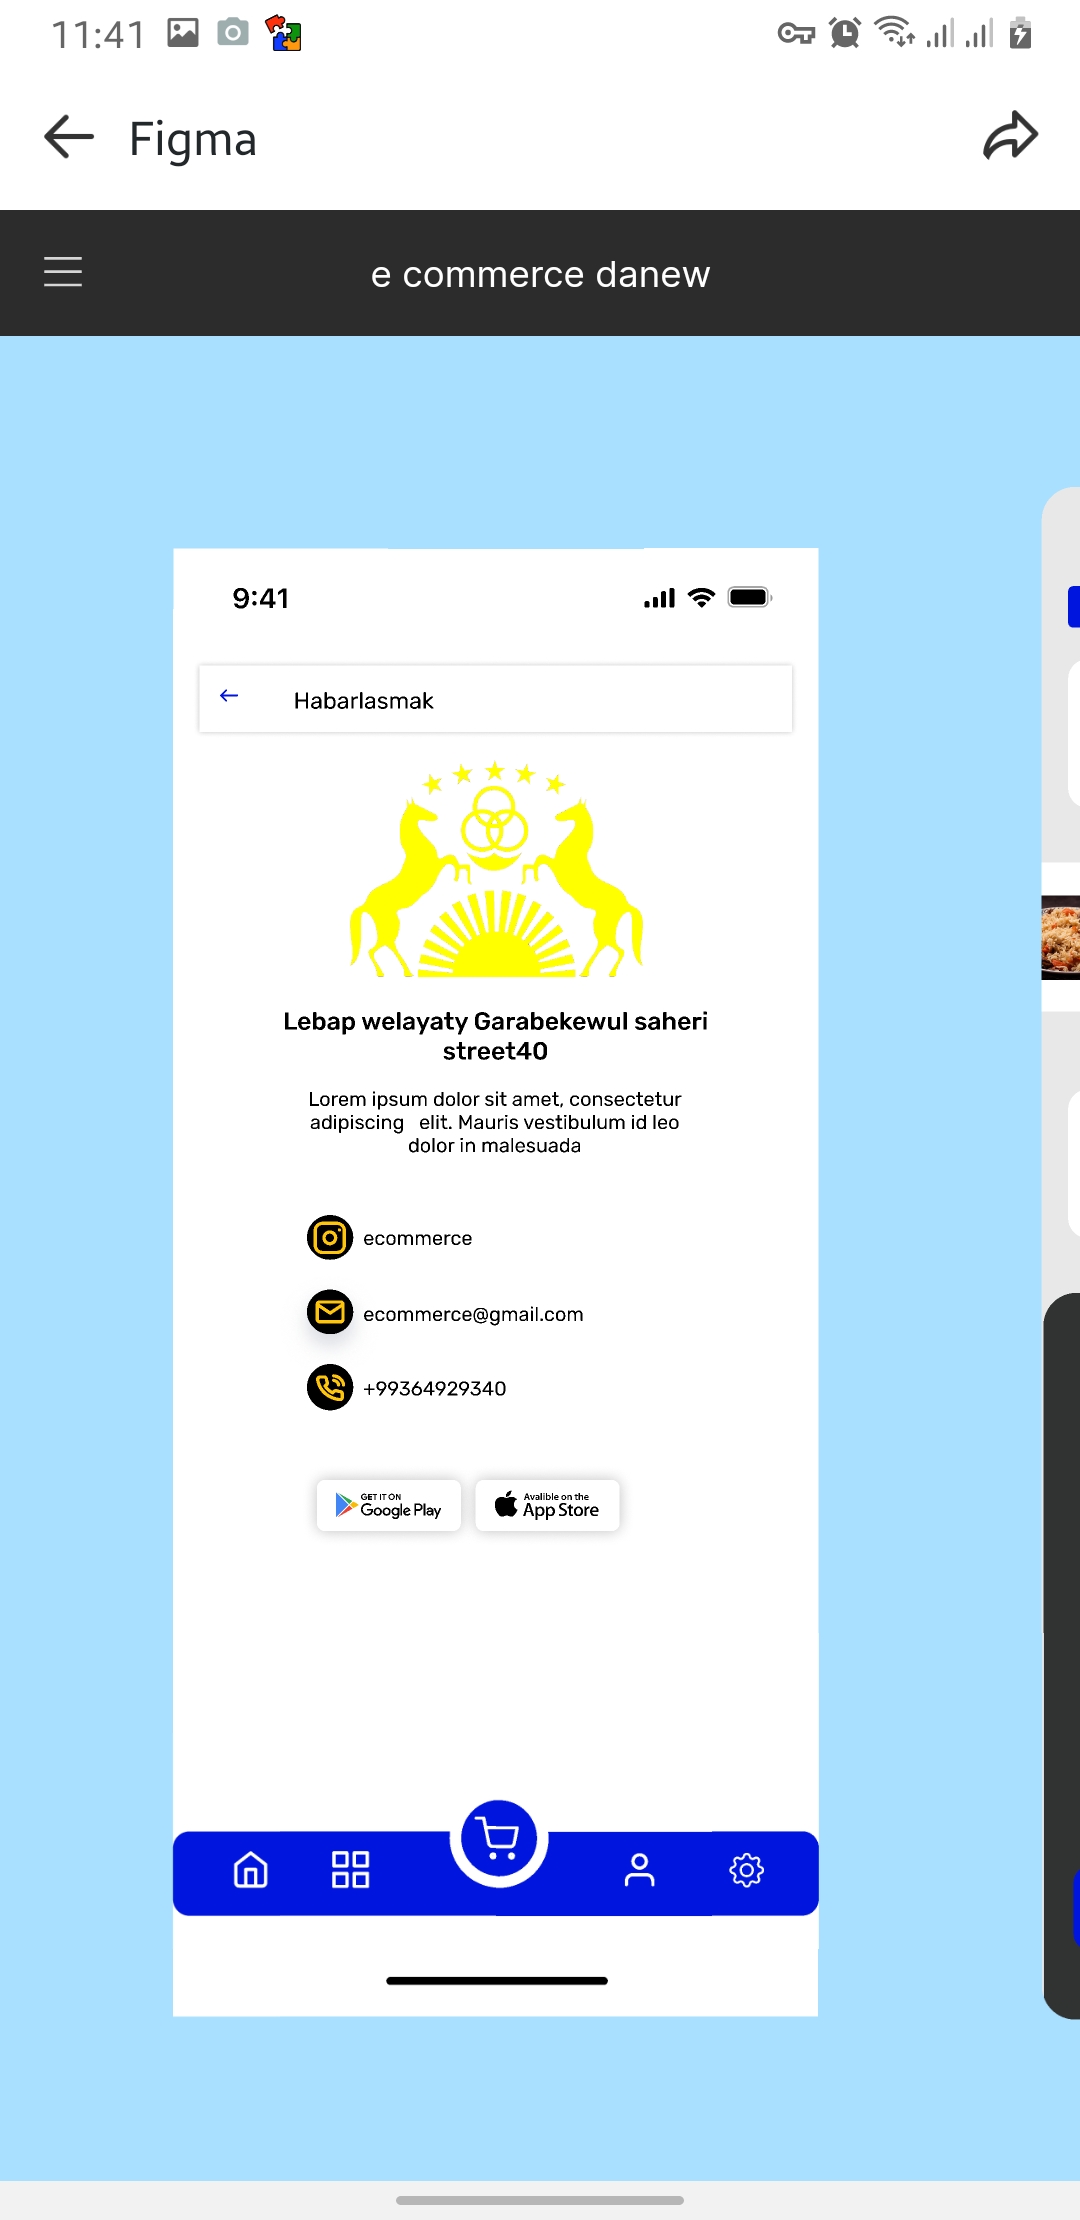 11:41
Figma
e commerce danew
9:41
Habarlasmak
Lebap welayaty Garabekewul saheri
street40
Lorem ipsum dolor sit amet, consectetur
adipiscing elit. Mauris vestibulum id leo
dolor in malesuada
ecommerce
ecommerce@gmail.com
+99364929340
GET IT ON
Google Play
Avalible on the
App Store